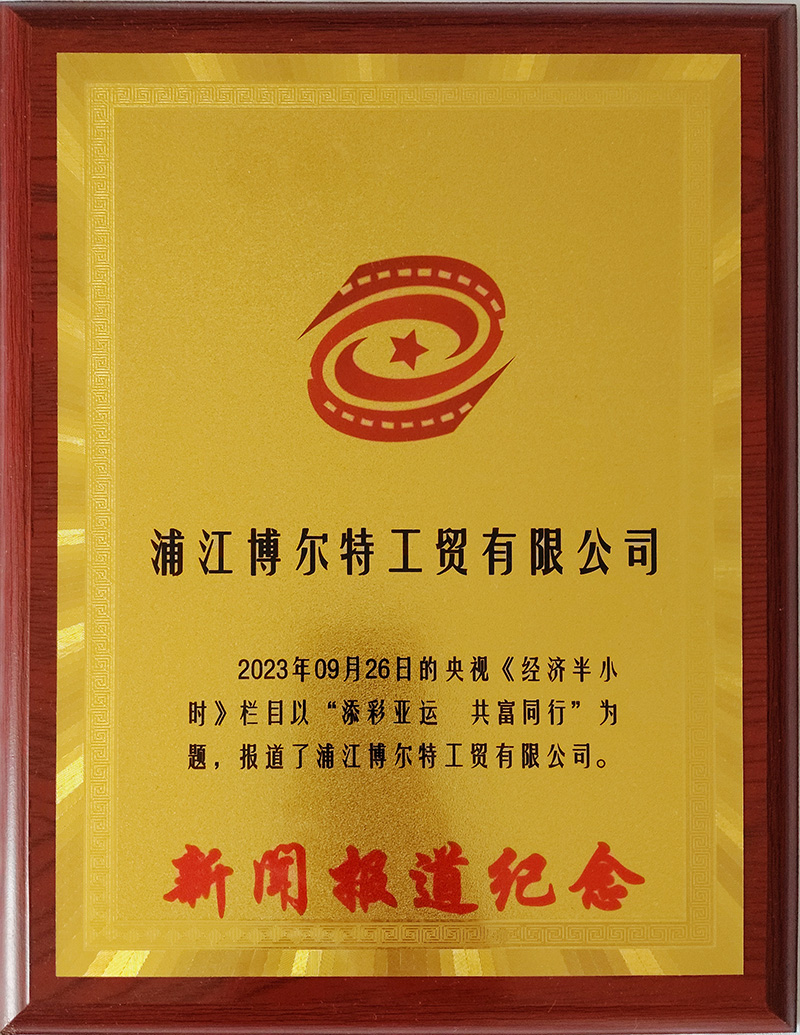 浦江博尔特工贸有限公司
2023年09月26日的央视《经济半小
时》栏目以“添彩亚运 共富同行”为
题，报道了浦江博尔特工贸有限公司。
新闻报道纪念